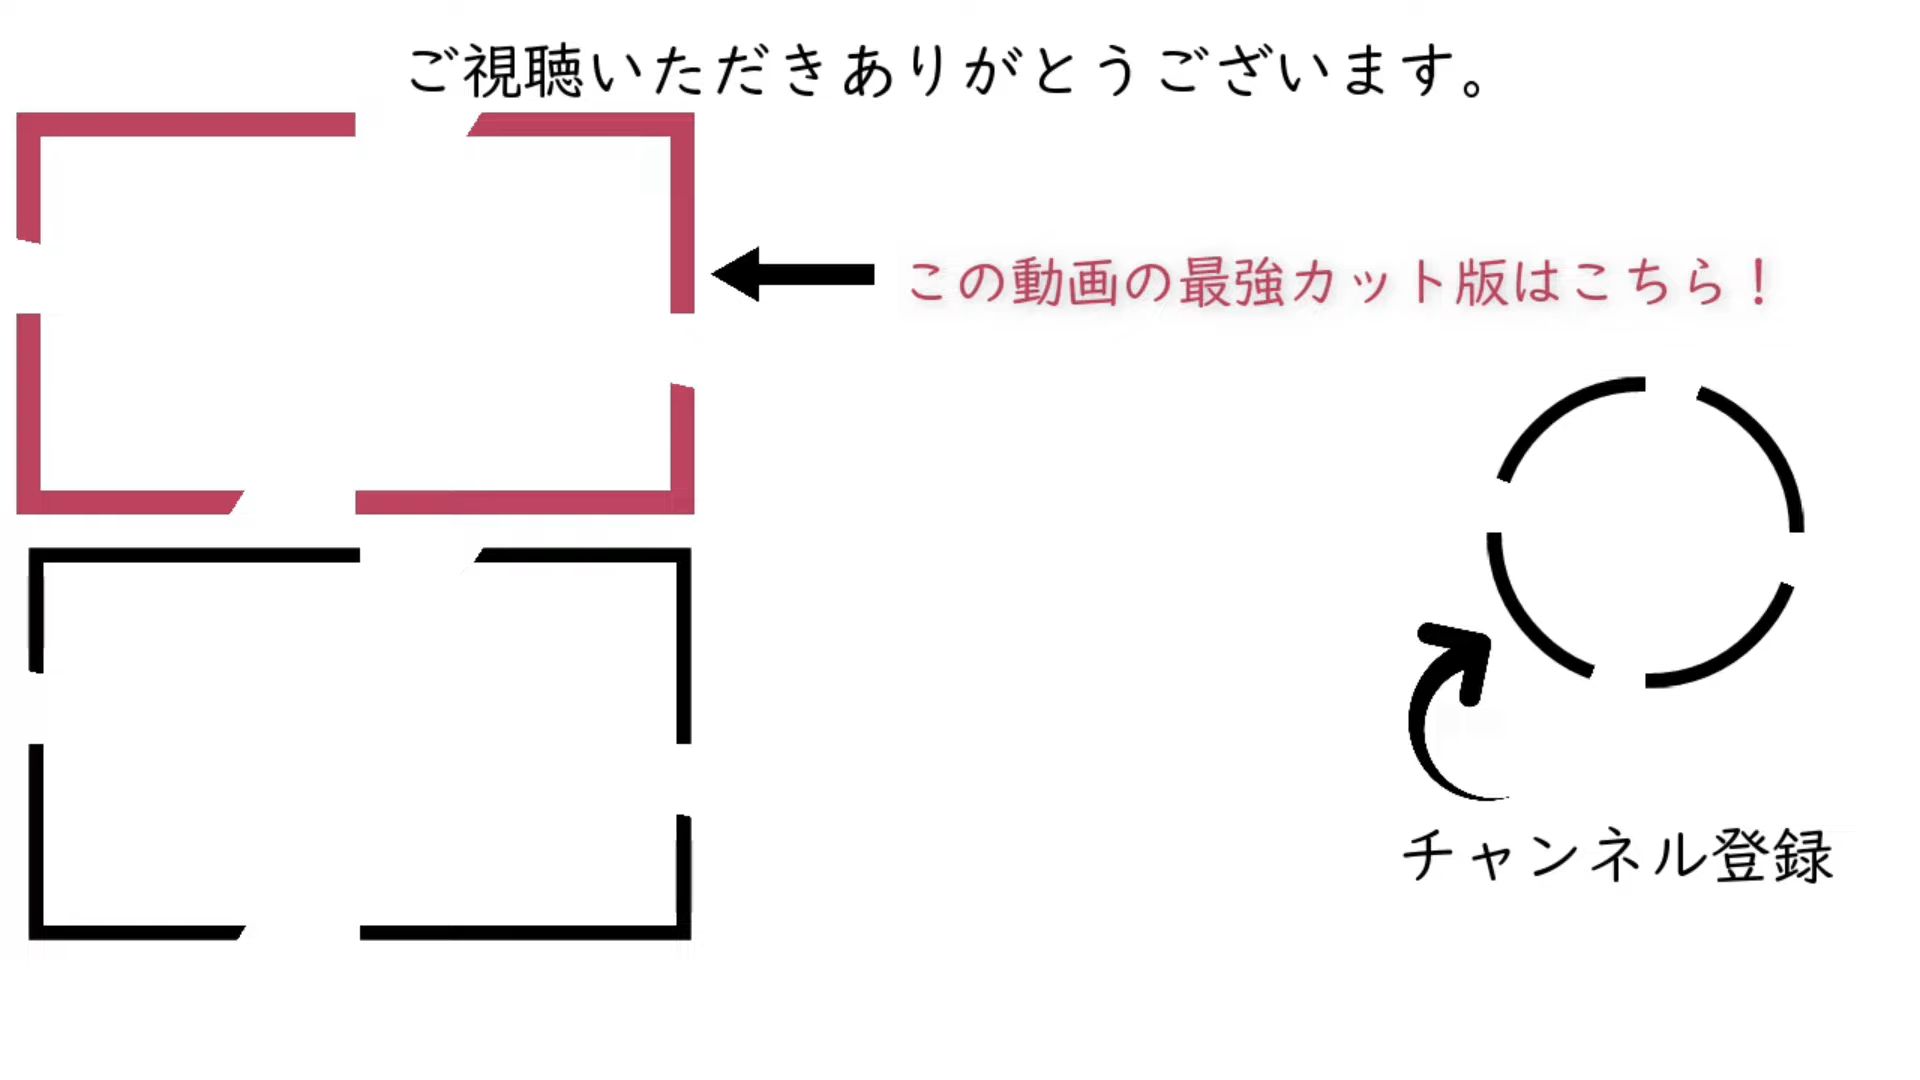 ご視聴いただきありがとうございます。
この動画の最強カット版はこちら！
チャンネル登録